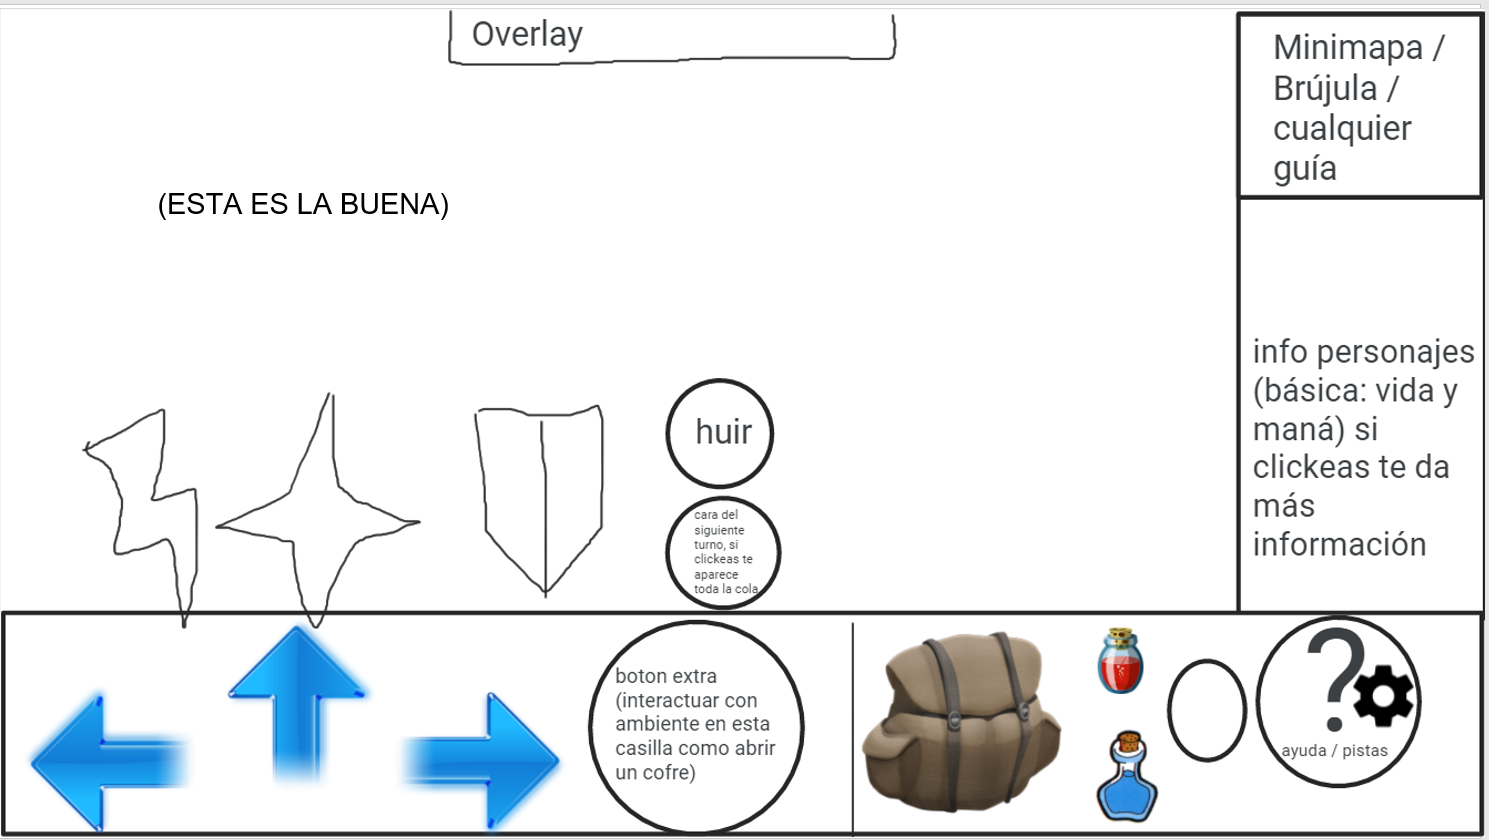 Overlay
Minimapa /
Brújula /
cualquier
guía
(ESTA ES LA BUENA)
info personajes
(básica: vida y
maná) si
clickeas te da
más
información
huir
cara del
siguiente
turno, si
clickeas te
aparece
toda la cola
boton extra
(interactuar con
ambiente en esta
casilla como abrir
un cofre)
?
ayuda / pistas